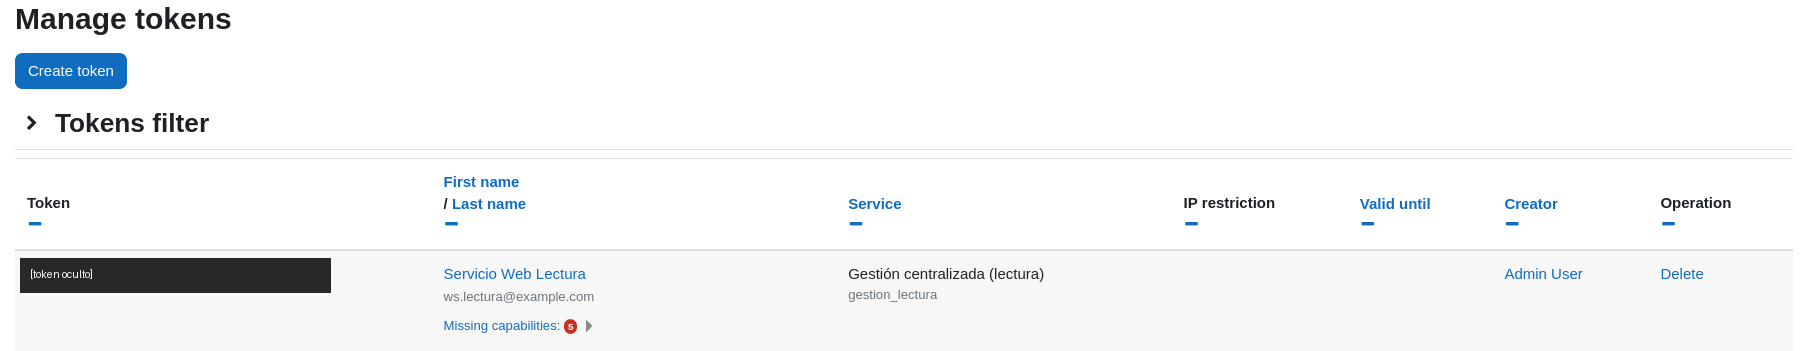 Manage tokens
Create token
Tokens filter
Token
First name
/ Last name
Service
IP restriction
Valid until
Creator
Operation
[token oculto]
Servicio Web Lectura
ws.lectura@example.com
Missing capabilities: 5
Gestión centralizada (lectura)
gestion_lectura
Admin User
Delete